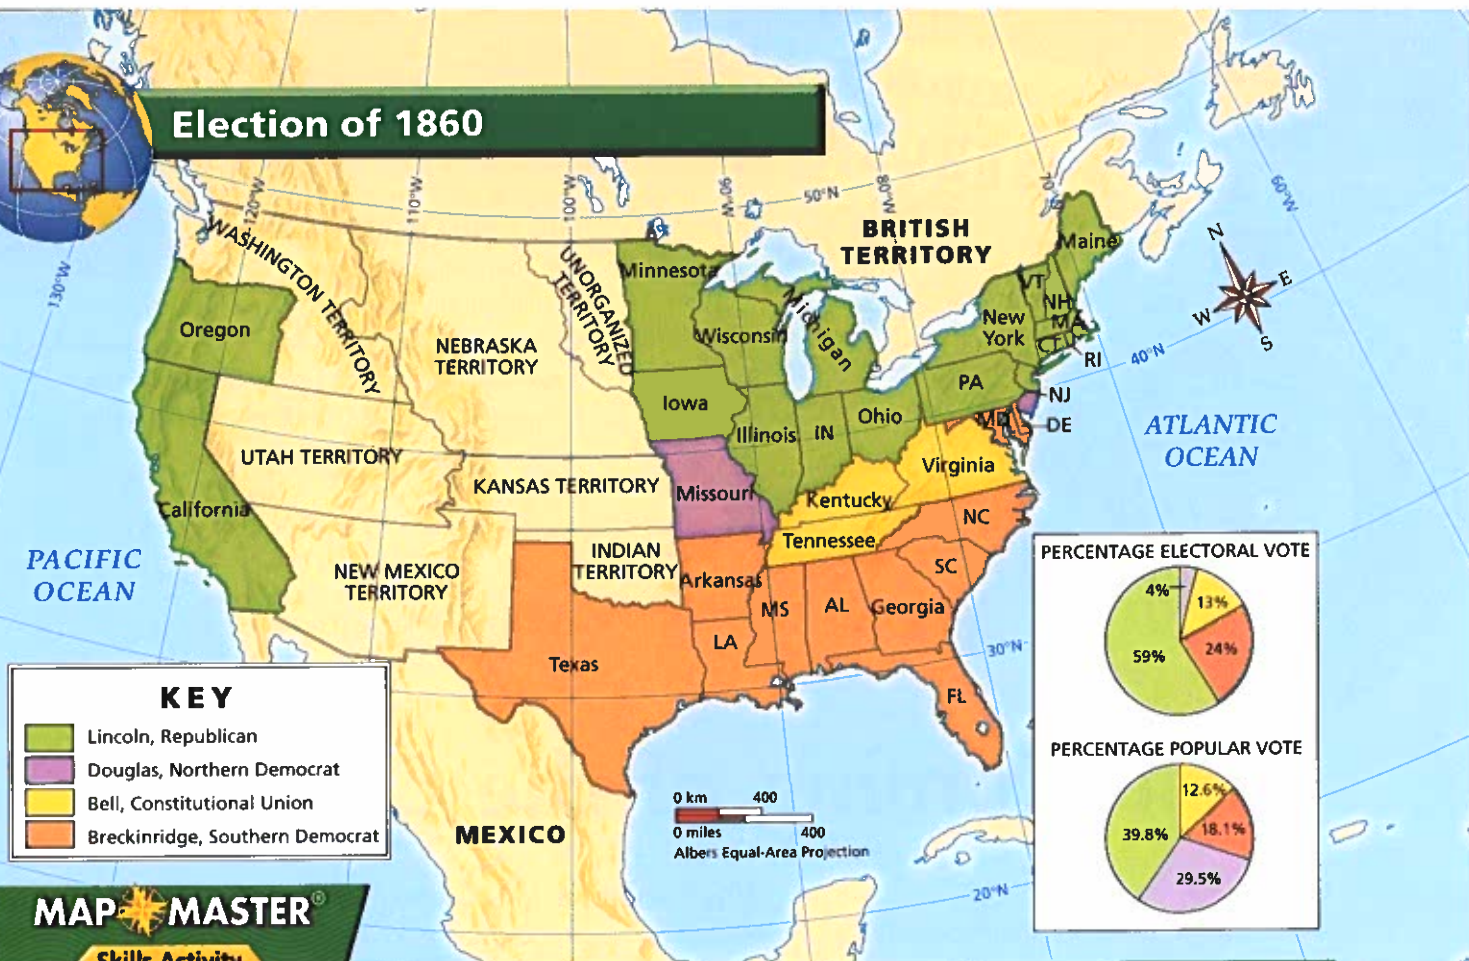 Election of 1860
120°W
110°W
100°W
90°W
50°N
80°W
70°W
60°W
130°W
WASHINGTON TERRITORY
UNORGANIZED
TERRITORY
BRITISH
TERRITORY
N
E
W
S
Maine
VT
NH
MA
CT
RI
New
York
Minnesota
Wisconsin
Michigan
Oregon
NEBRASKA
TERRITORY
40°N
PA
NJ
Iowa
Ohio
MD
DE
Illinois
IN
ATLANTIC
OCEAN
UTAH TERRITORY
Virginia
KANSAS TERRITORY
Missouri
Kentucky
California
NC
Tennessee
PACIFIC
OCEAN
INDIAN
TERRITORY
NEW MEXICO
TERRITORY
Arkansas
SC
MS
AL
Georgia
LA
Texas
30°N
FL
PERCENTAGE ELECTORAL VOTE
4%
13%
24%
59%
PERCENTAGE POPULAR VOTE
12.6%
18.1%
39.8%
29.5%
KEY
Lincoln, Republican
Douglas, Northern Democrat
Bell, Constitutional Union
Breckinridge, Southern Democrat
MEXICO
0 km 400
0 miles 400
Albers Equal-Area Projection
20°N
MAP MASTER®
Skills Activity